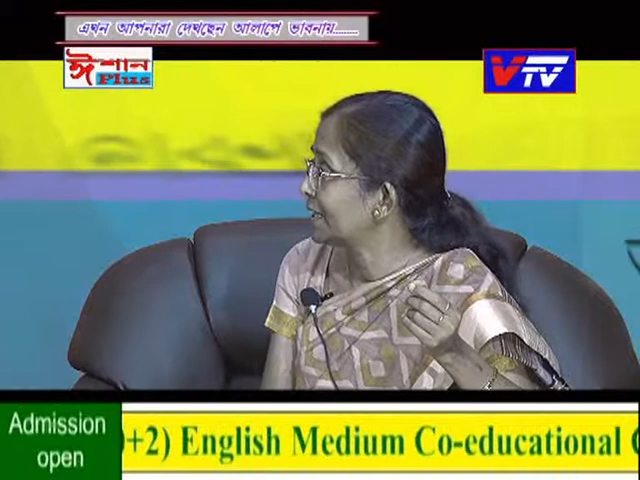 এখন আপনারা দেখছেন আলাপে ভাবনায়........
ঈশান
Plus
VTV
Admission
open
)+2) English Medium Co-educational